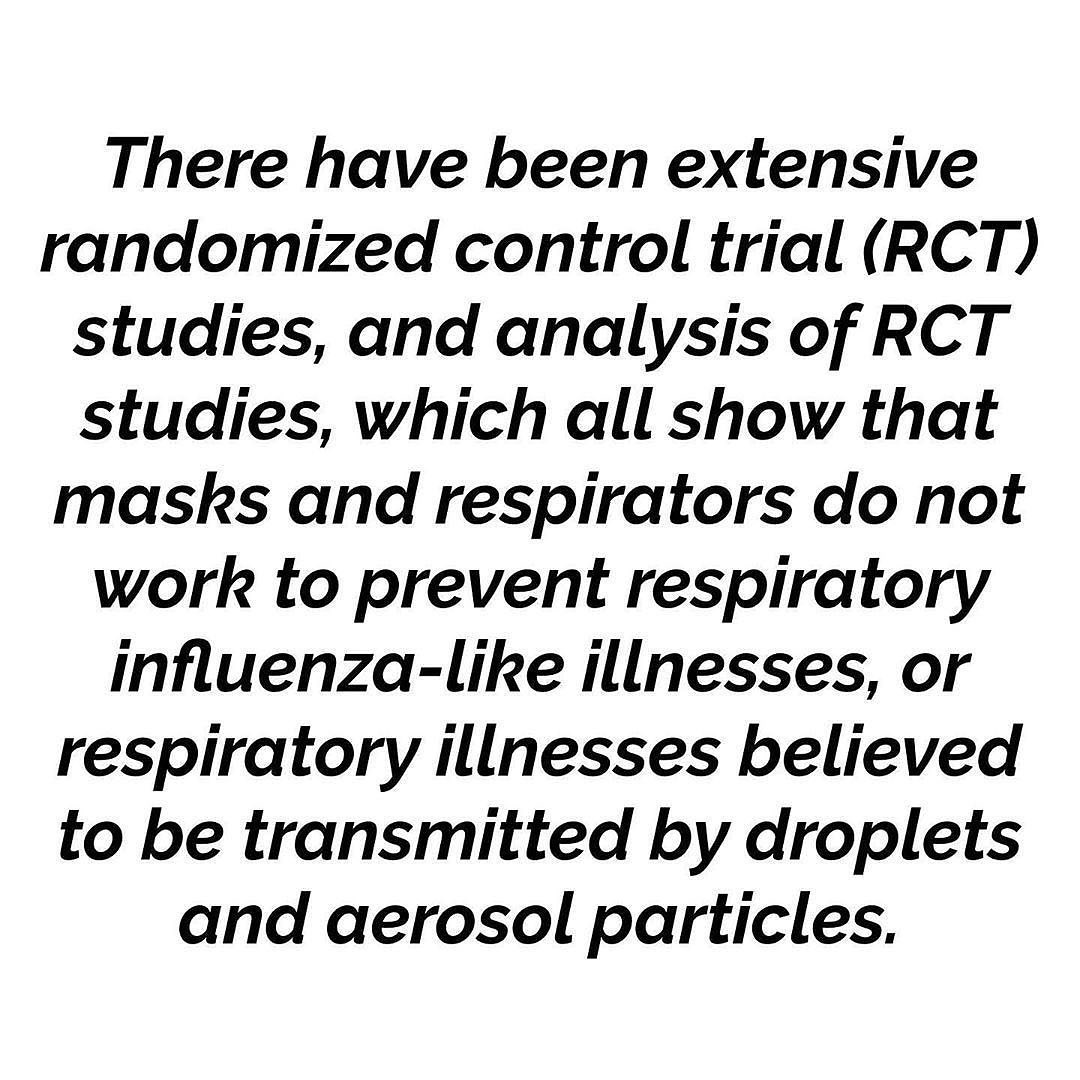 There have been extensive
randomized control trial (RCT)
studies, and analysis of RCT
studies, which all show that
masks and respirators do not
work to prevent respiratory
influenza-like illnesses, or
respiratory illnesses believed
to be transmitted by droplets
and aerosol particles.